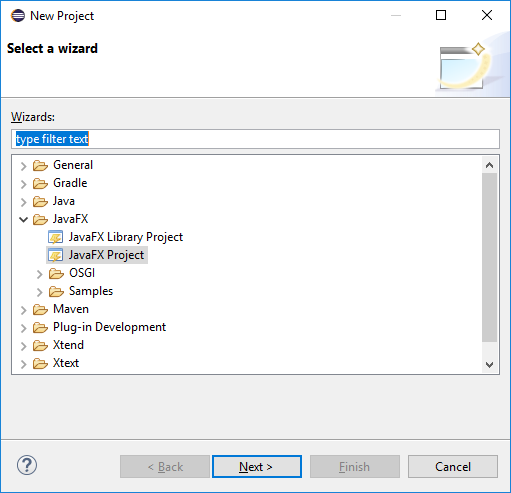 New Project
Select a wizard
Wizards:
type filter text
General
Gradle
Java
JavaFX
JavaFX Library Project
JavaFX Project
OSGI
Samples
Maven
Plug-in Development
Xtend
Xtext
? < Back Next > Finish Cancel